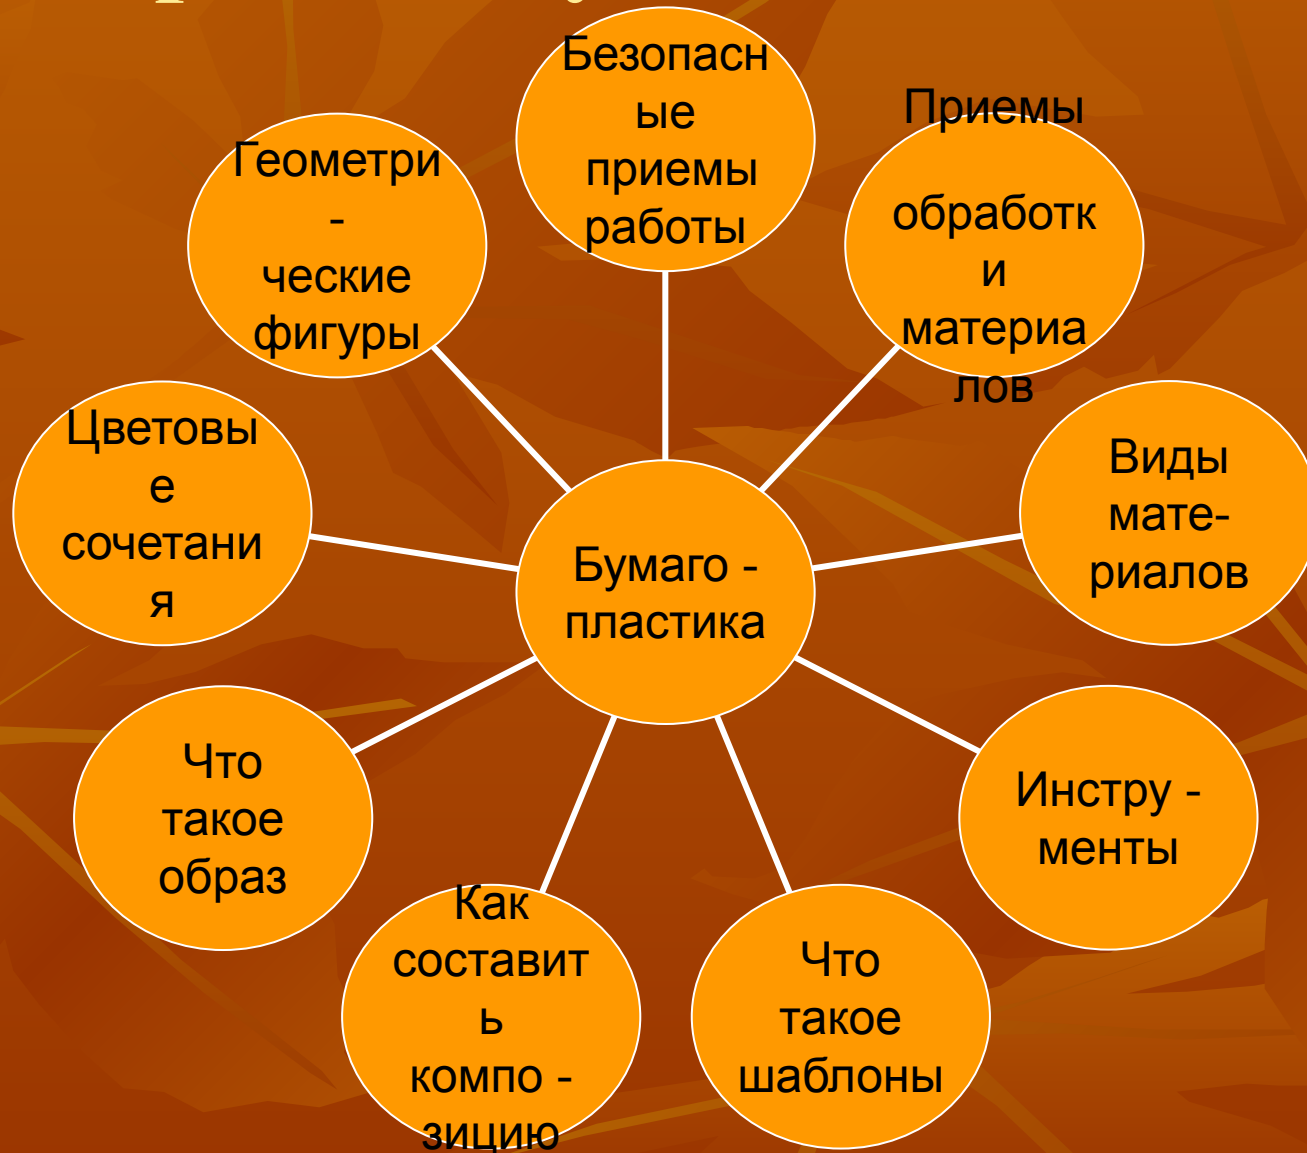 Безопасн
ые
приемы
работы
Приемы
обработк
и
материа
лов
Виды
мате-
риалов
Инстру -
менты
Что
такое
шаблоны
Как
составит
ь
компо -
зицию
Что
такое
образ
Цветовы
е
сочетани
я
Геометри
-
ческие
фигуры
Бумаго -
пластика